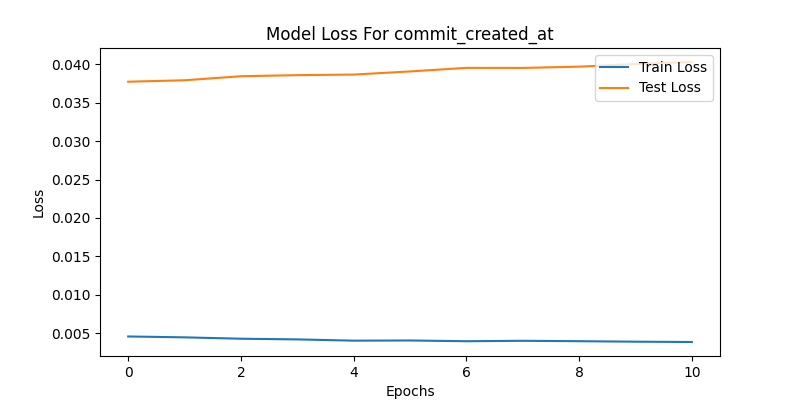 Model Loss For commit_created_at
0.040
0.035
0.030
0.025
0.020
0.015
0.010
0.005
Loss
Train Loss
Test Loss
0 2 4 6 8 10
Epochs